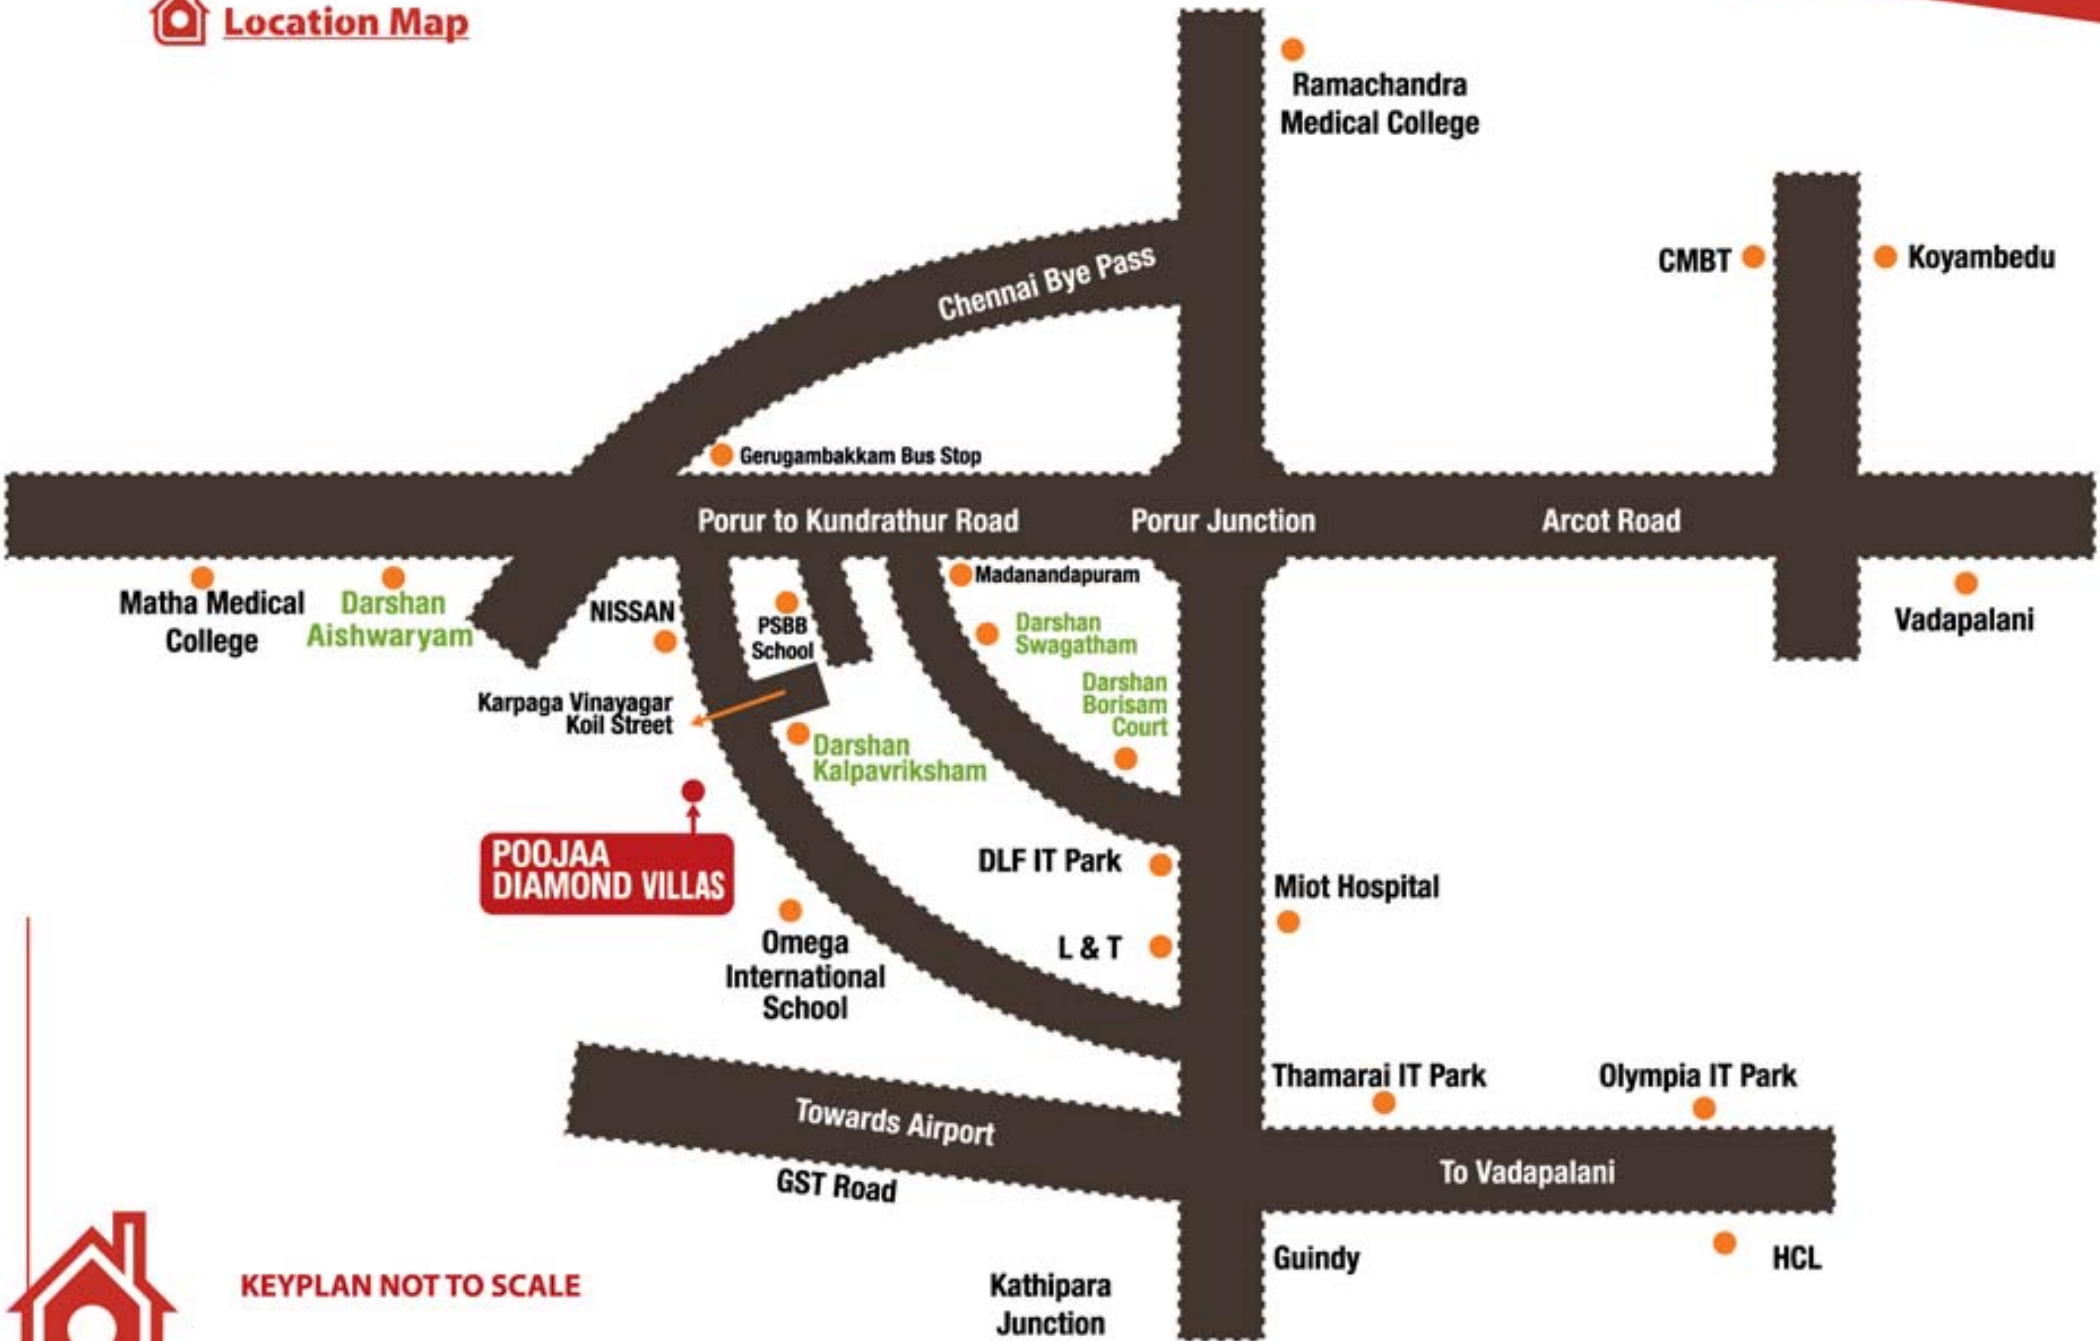 Location Map
Ramachandra
Medical College
CMBT
Koyambedu
Chennai Bye Pass
Gerugambakkam Bus Stop
Porur to Kundrathur Road
Porur Junction
Arcot Road
Matha Medical
College
Darshan
Aishwaryam
NISSAN
PSBB
School
Madanandapuram
Darshan
Swagatham
Vadapalani
Karpaga Vinayagar
Koil Street
Darshan
Borisam
Court
Darshan
Kalpavriksham
POOJAA
DIAMOND VILLAS
DLF IT Park
Miot Hospital
L & T
Omega
International
School
Thamarai IT Park
Olympia IT Park
Towards Airport
GST Road
To Vadapalani
Guindy
HCL
Kathipara
Junction
KEYPLAN NOT TO SCALE